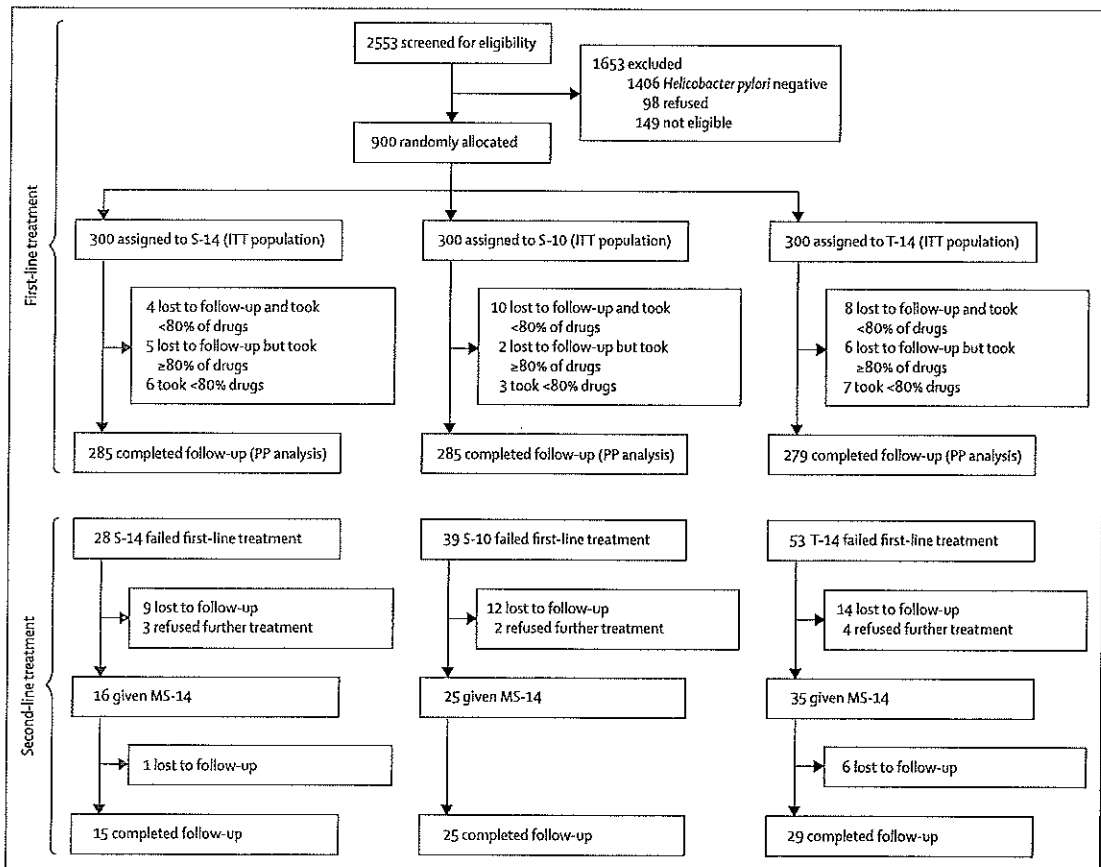 2553 screened for eligibility
1653 excluded
1406 Helicobacter pylori negative
98 refused
149 not eligible
900 randomly allocated
First-line treatment
300 assigned to S-14 (ITT population)
300 assigned to S-10 (ITT population)
300 assigned to T-14 (ITT population)
4 lost to follow-up and took
<80% of drugs
5 lost to follow-up but took
≥80% of drugs
6 took <80% drugs
10 lost to follow-up and took
<80% of drugs
2 lost to follow-up but took
≥80% of drugs
3 took <80% drugs
8 lost to follow-up and took
<80% of drugs
6 lost to follow-up but took
≥80% of drugs
7 took <80% drugs
285 completed follow-up (PP analysis)
285 completed follow-up (PP analysis)
279 completed follow-up (PP analysis)
Second-line treatment
28 S-14 failed first-line treatment
39 S-10 failed first-line treatment
53 T-14 failed first-line treatment
9 lost to follow-up
3 refused further treatment
12 lost to follow-up
2 refused further treatment
14 lost to follow-up
4 refused further treatment
16 given MS-14
25 given MS-14
35 given MS-14
1 lost to follow-up
6 lost to follow-up
15 completed follow-up
25 completed follow-up
29 completed follow-up